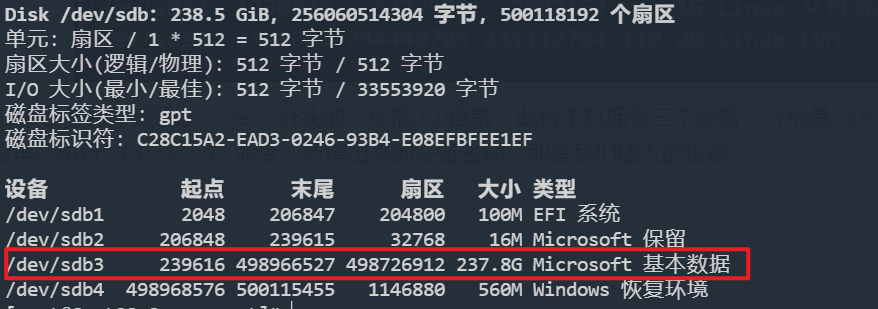 Disk /dev/sdb：238.5 GiB，256060514304 字节，500118192 个扇区
单元：扇区 / 1 * 512 = 512 字节
扇区大小(逻辑/物理)：512 字节 / 512 字节
I/O 大小(最小/最佳)：512 字节 / 33553920 字节
磁盘标签类型：gpt
磁盘标识符：C28C15A2-EAD3-0246-93B4-E08EFBFEE1EF
设备 起点 末尾 扇区 大小 类型
/dev/sdb1 2048 206847 204800 100M EFI 系统
/dev/sdb2 206848 239615 32768 16M Microsoft 保留
/dev/sdb3 239616 498966527 498726912 237.8G Microsoft 基本数据
/dev/sdb4 498968576 500115455 1146880 560M Windows 恢复环境